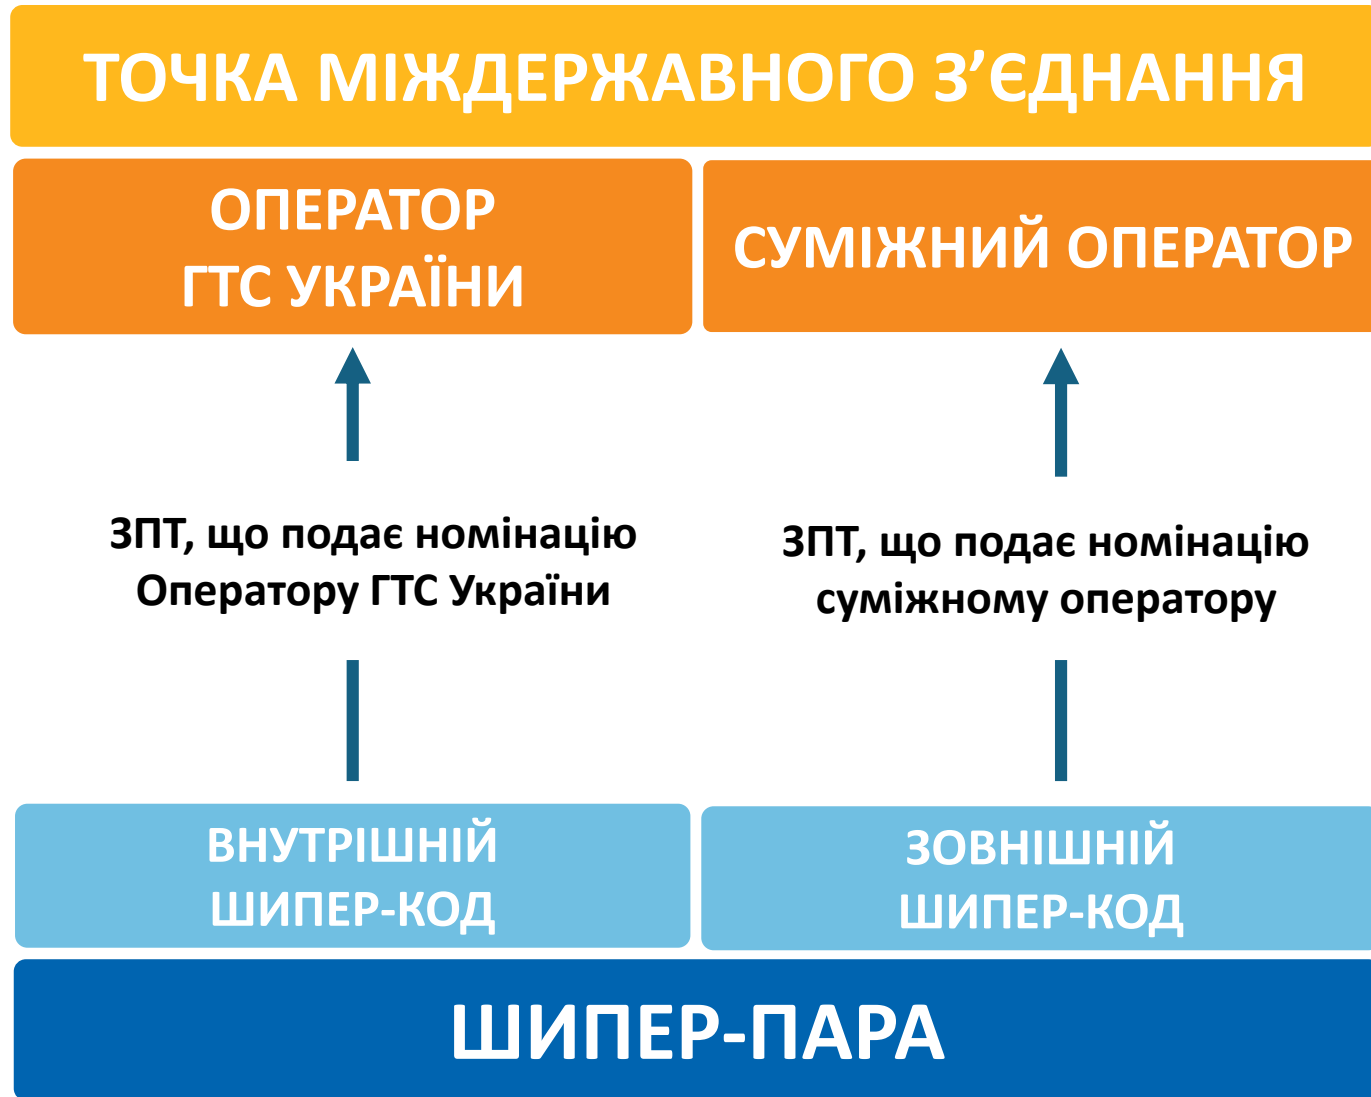 ТОЧКА МІЖДЕРЖАВНОГО З’ЄДНАННЯ
ОПЕРАТОР
ГТС УКРАЇНИ
СУМІЖНИЙ ОПЕРАТОР
ЗПТ, що подає номінацію
Оператору ГТС України
ЗПТ, що подає номінацію
суміжному оператору
ВНУТРІШНІЙ
ШИПЕР-КОД
ЗОВНІШНІЙ
ШИПЕР-КОД
ШИПЕР-ПАРА